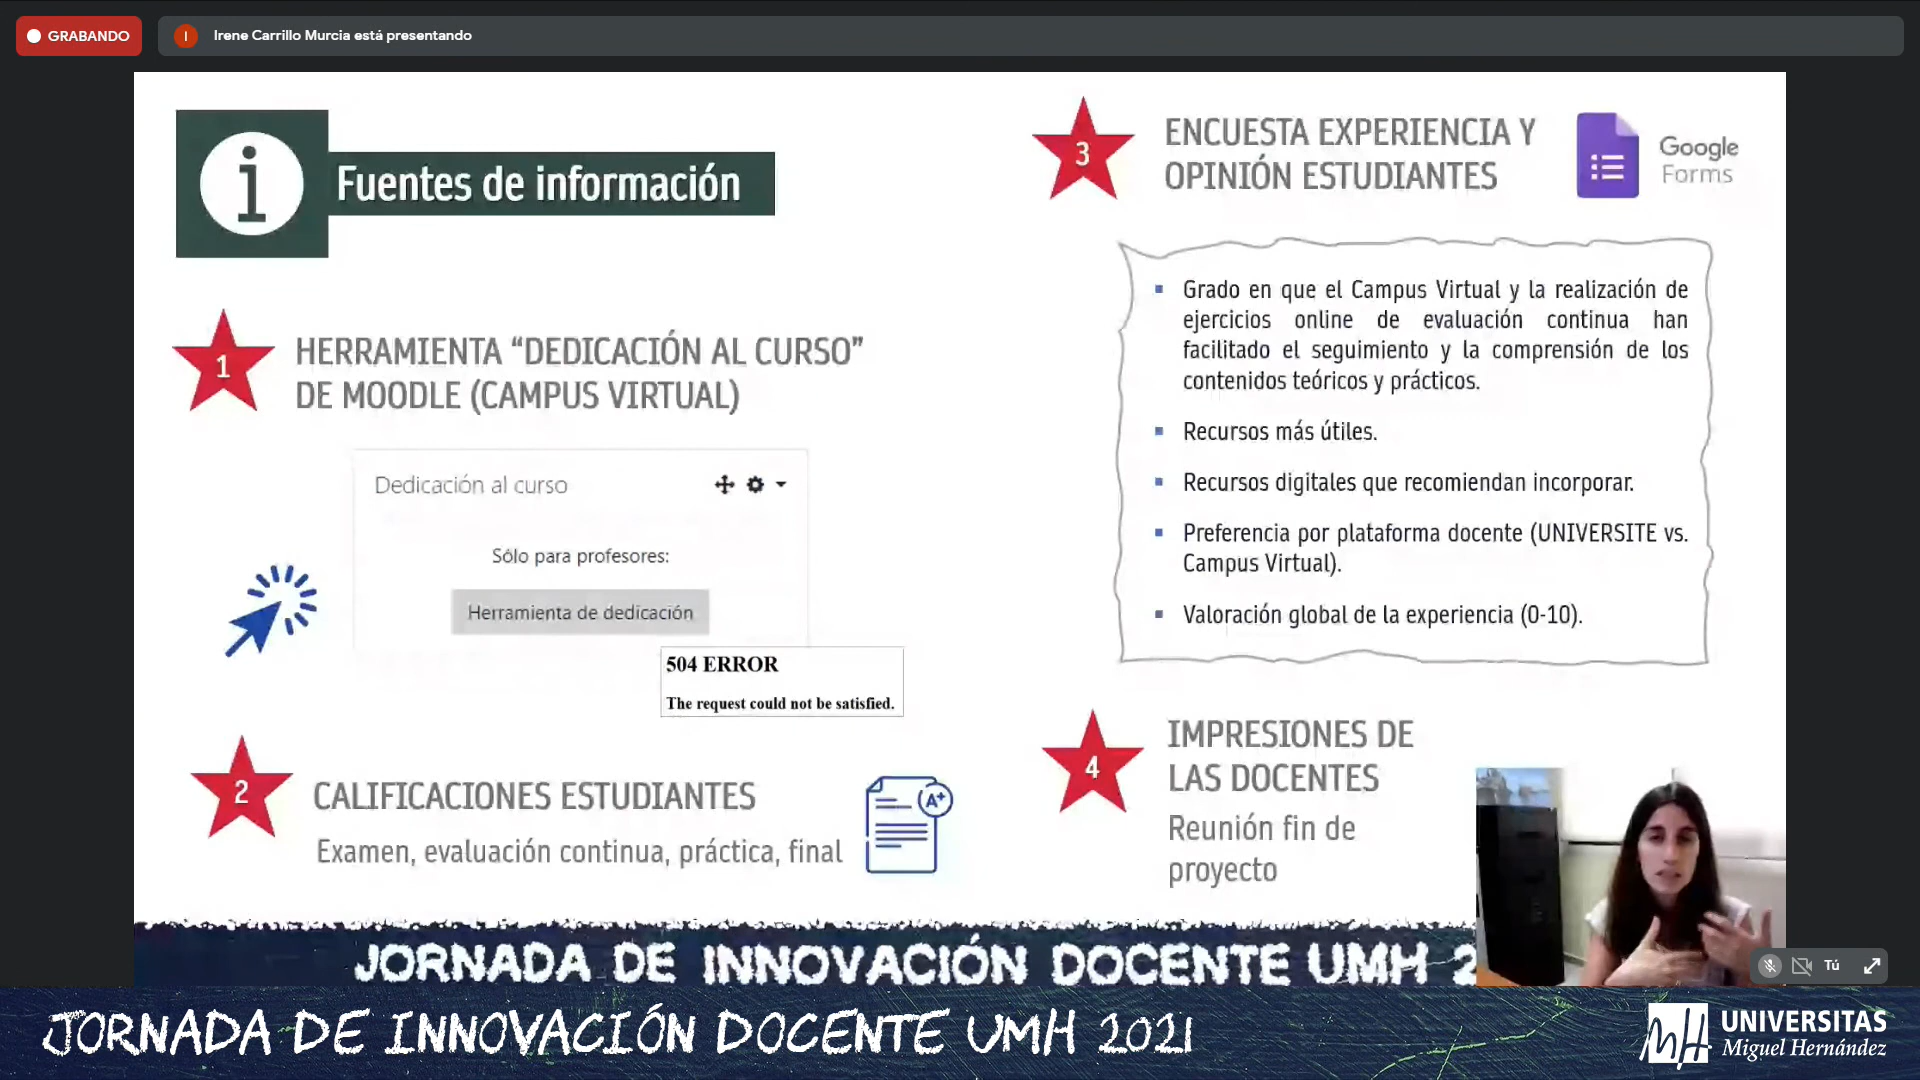 GRABANDO
I
Irene Carrillo Murcia está presentando
i
Fuentes de información
1
HERRAMIENTA “DEDICACIÓN AL CURSO”
DE MOODLE (CAMPUS VIRTUAL)
Dedicación al curso
Sólo para profesores:
Herramienta de dedicación
504 ERROR
The request could not be satisfied.
2
CALIFICACIONES ESTUDIANTES
Examen, evaluación continua, práctica, final
A+
3
ENCUESTA EXPERIENCIA Y
OPINIÓN ESTUDIANTES
Google
Forms
▪ Grado en que el Campus Virtual y la realización de
ejercicios online de evaluación continua han
facilitado el seguimiento y la comprensión de los
contenidos teóricos y prácticos.
▪ Recursos más útiles.
▪ Recursos digitales que recomiendan incorporar.
▪ Preferencia por plataforma docente (UNIVERSITE vs.
Campus Virtual).
▪ Valoración global de la experiencia (0-10).
4
IMPRESIONES DE
LAS DOCENTES
Reunión fin de
proyecto
Tú
JORNADA DE INNOVACIÓN DOCENTE UMH 2
JORNADA DE INNOVACIÓN DOCENTE UMH 2021
UMH
UNIVERSITAS
Miguel Hernández